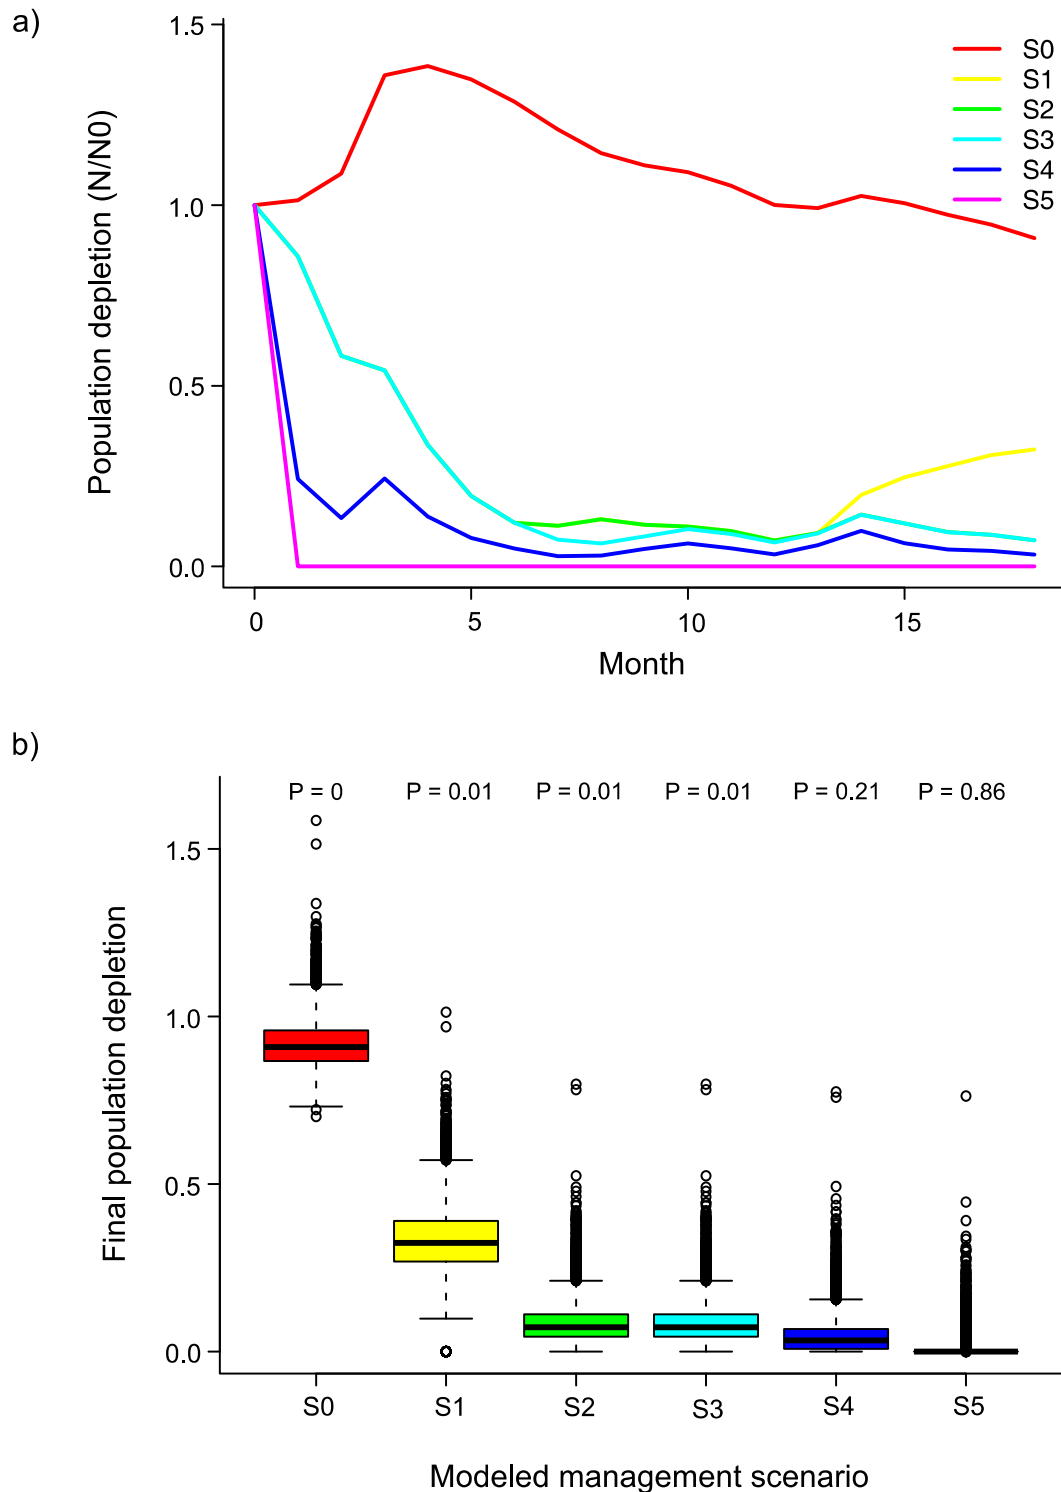 a)
1.5
1.0
0.5
0.0
Population depletion (N/N0)
S0
S1
S2
S3
S4
S5
0 5 10 15
Month
b)
P = 0 P = 0.01 P = 0.01 P = 0.01 P = 0.21 P = 0.86
1.5
1.0
0.5
0.0
Final population depletion
S0 S1 S2 S3 S4 S5
Modeled management scenario